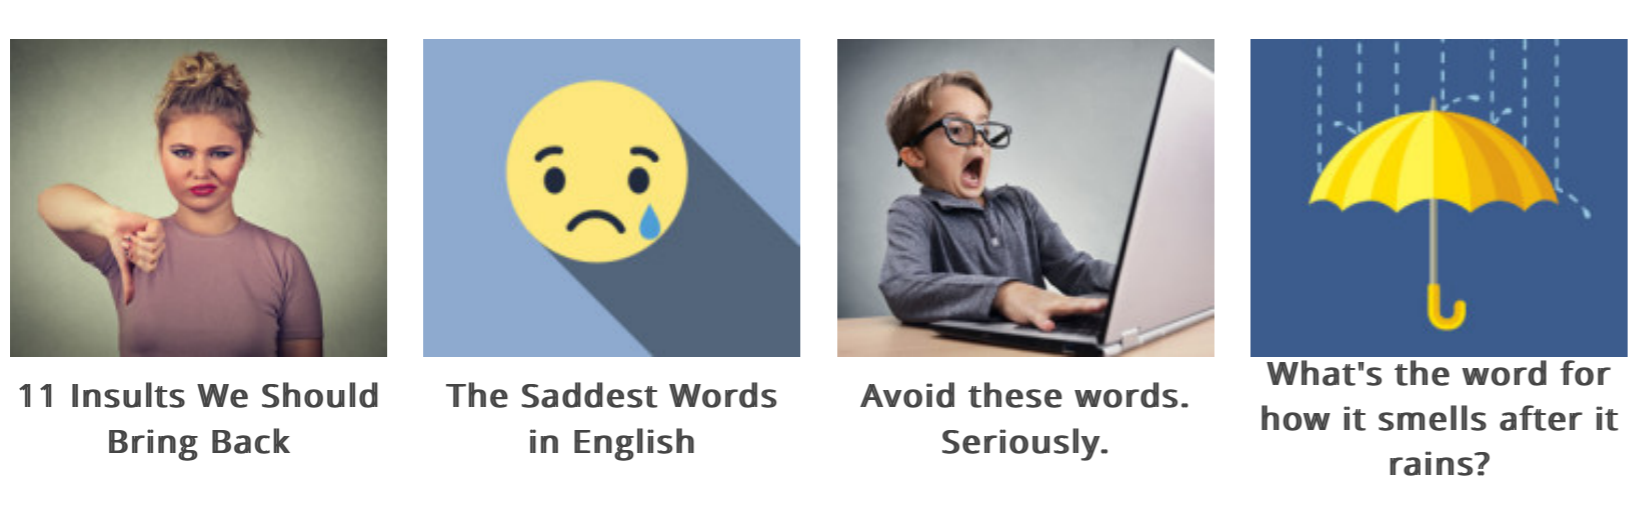 11 Insults We Should
Bring Back
The Saddest Words
in English
Avoid these words.
Seriously.
What's the word for
how it smells after it
rains?